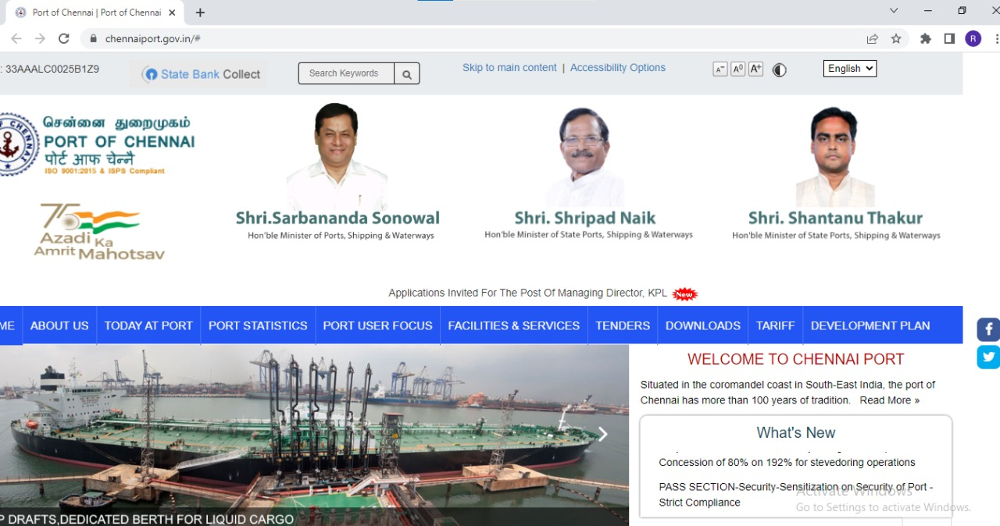 Port of Chennai | Port of Chennai
chennaiport.gov.in/#
R
: 33AAALC0025B1Z9
State Bank Collect
Search Keywords
Skip to main content | Accessibility Options
A- A0 A+
English
சென்னை துறைமுகம்
PORT OF CHENNAI
पोर्ट आफ चेन्नै
ISO 9001:2015 & ISPS Compliant
OF CHENNAI
75
Azadi Ka
Amrit Mahotsav
Shri.Sarbananda Sonowal
Hon'ble Minister of Ports, Shipping & Waterways
Shri. Shripad Naik
Hon'ble Minister of State Ports, Shipping & Waterways
Shri. Shantanu Thakur
Hon'ble Minister of State Ports, Shipping & Waterways
Applications Invited For The Post Of Managing Director, KPL New
ME ABOUT US TODAY AT PORT PORT STATISTICS PORT USER FOCUS FACILITIES & SERVICES TENDERS DOWNLOADS TARIFF DEVELOPMENT PLAN
WELCOME TO CHENNAI PORT
Situated in the coromandel coast in South-East India, the port of
Chennai has more than 100 years of tradition. Read More »
What's New
Concession of 80% on 192% for stevedoring operations
PASS SECTION-Security-Sensitization on Security of Port -
Strict Compliance
P DRAFTS,DEDICATED BERTH FOR LIQUID CARGO
Activate Windows
Go to Settings to activate Windows.